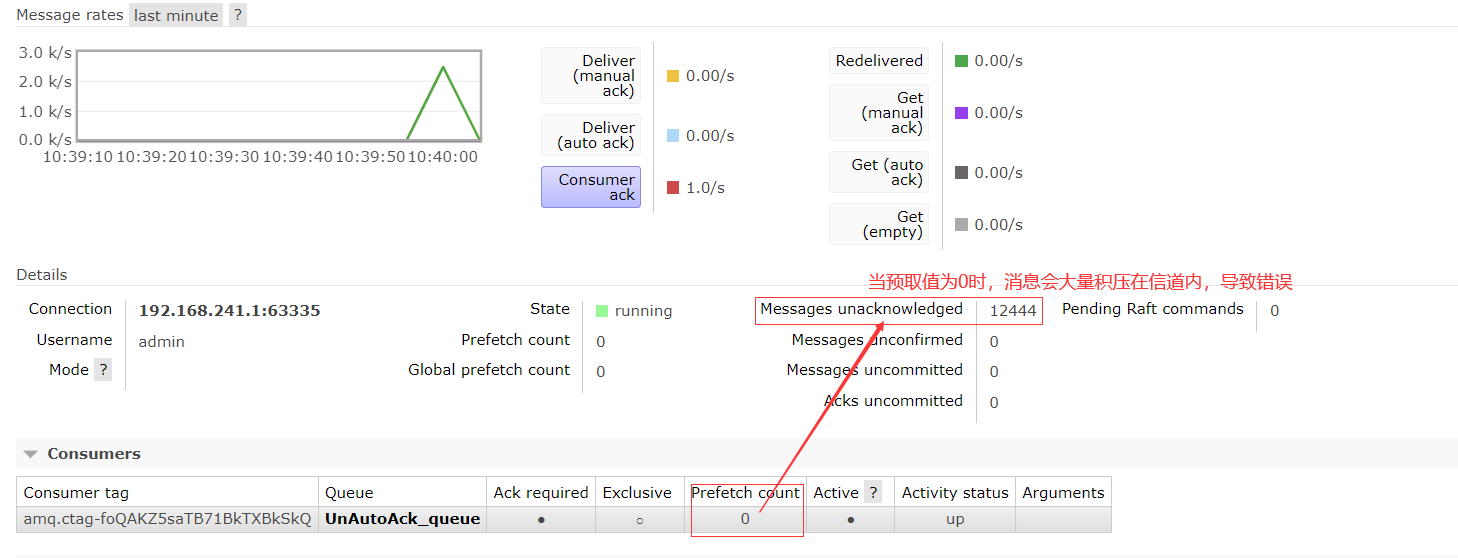 Message rates last minute ?
3.0 k/s
2.0 k/s
1.0 k/s
0.0 k/s
10:39:10 10:39:20 10:39:30 10:39:40 10:39:50 10:40:00
Deliver
(manual
ack)
0.00/s
Deliver
(auto ack)
0.00/s
Consumer
ack
1.0/s
Redelivered
0.00/s
Get
(manual
ack)
0.00/s
Get (auto
ack)
0.00/s
Get
(empty)
0.00/s
Details
当预取值为0时，消息会大量积压在信道内，导致错误
Connection 192.168.241.1:63335
Username admin
Mode ?
State running
Prefetch count 0
Global prefetch count 0
Messages unacknowledged 12444
Messages unconfirmed 0
Messages uncommitted 0
Acks uncommitted 0
Pending Raft commands 0
Consumers
Consumer tag Queue Ack required Exclusive Prefetch count Active ? Activity status Arguments
amq.ctag-foQAKZ5saTB71BkTXBkSkQ UnAutoAck_queue ● ○ 0 ● up